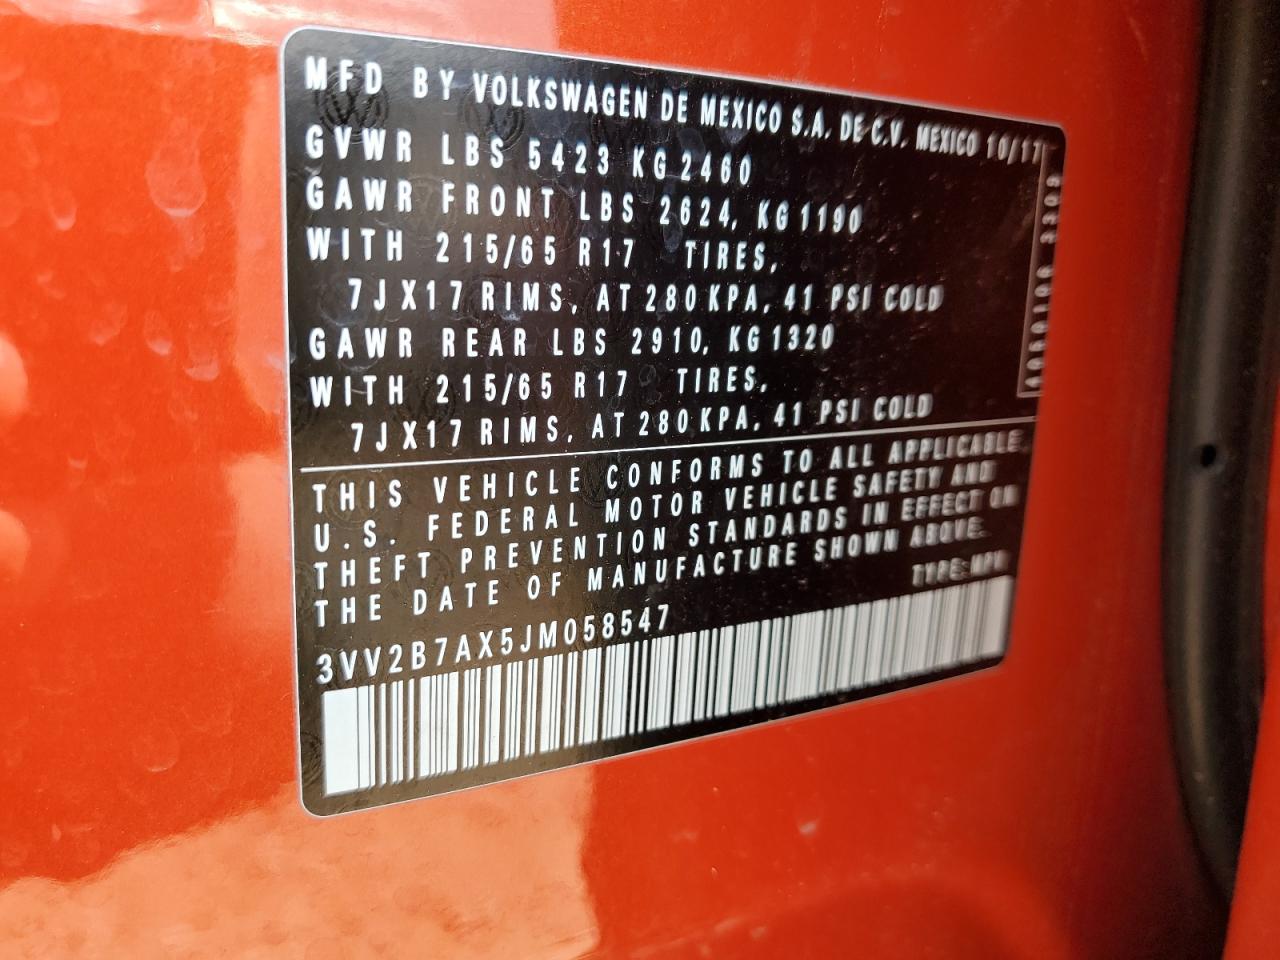 MFD BY VOLKSWAGEN DE MEXICO S.A. DE C.V. MEXICO 10/17
GVWR LBS 5423 KG 2460
GAWR FRONT LBS 2624, KG 1190
WITH 215/65 R17 TIRES,
7J X17 RIMS, AT 280 KPA, 41 PSI COLD
GAWR REAR LBS 2910, KG 1320
WITH 215/65 R17 TIRES,
7J X17 RIMS, AT 280 KPA, 41 PSI COLD
THIS VEHICLE CONFORMS TO ALL APPLICABLE
U.S. FEDERAL MOTOR VEHICLE SAFETY AND
THEFT PREVENTION STANDARDS IN EFFECT ON
THE DATE OF MANUFACTURE SHOWN ABOVE.
TYPE:MPV
3VV2B7AX5JM058547